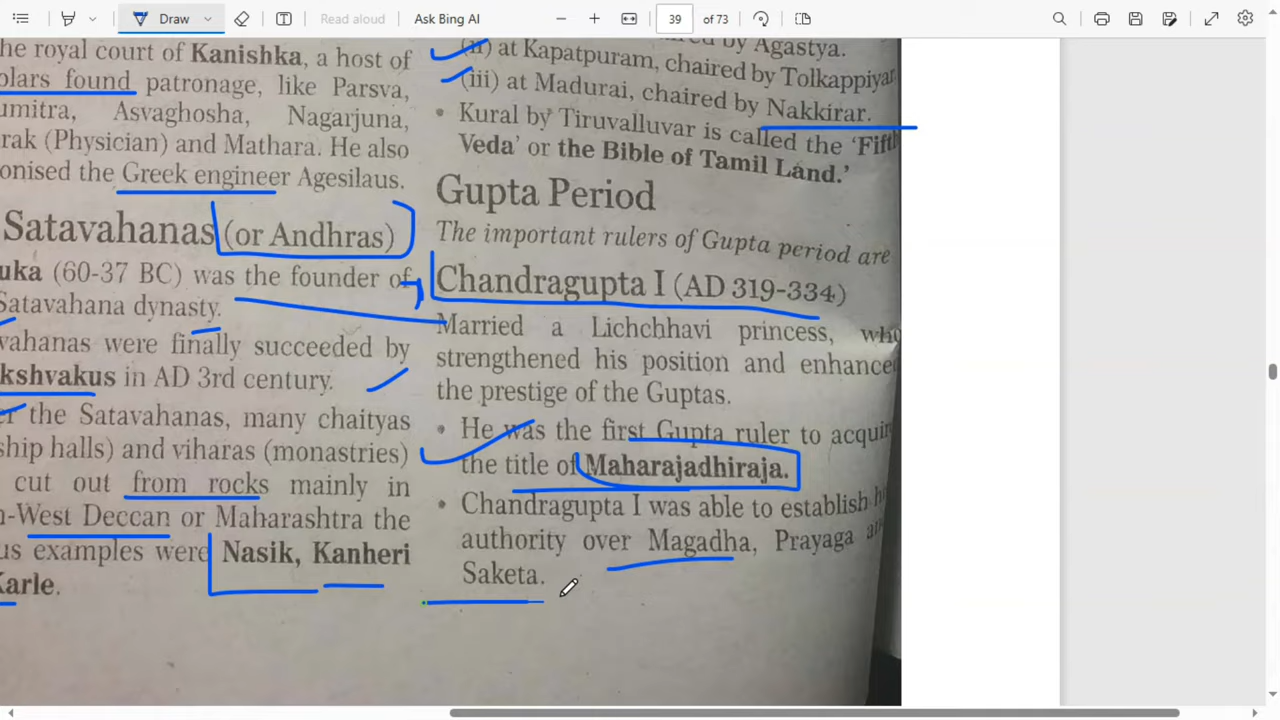 Draw
Read aloud
Ask Bing AI
39 of 73
he royal court of Kanishka, a host of
olars found patronage, like Parsva,
umitra, Asvaghosha, Nagarjuna,
rak (Physician) and Mathara. He also
onised the Greek engineer Agesilaus.
Satavahanas (or Andhras)
uka (60-37 BC) was the founder of
Satavahana dynasty.
vahanas were finally succeeded by
kshvakus in AD 3rd century.
er the Satavahanas, many chaityas
ship halls) and viharas (monastries)
cut out from rocks mainly in
n-West Deccan or Maharashtra the
us examples were Nasik, Kanheri
Karle.
by Agastya.
(ii) at Kapatpuram, chaired by Tolkappiyar
(iii) at Madurai, chaired by Nakkirar.
• Kural by Tiruvalluvar is called the ‘Fifth
Veda’ or the Bible of Tamil Land.’
Gupta Period
The important rulers of Gupta period are
Chandragupta I (AD 319-334)
Married a Lichchhavi princess, who
strengthened his position and enhanced
the prestige of the Guptas.
• He was the first Gupta ruler to acquir
the title of Maharajadhiraja.
• Chandragupta I was able to establish hi
authority over Magadha, Prayaga an
Saketa.